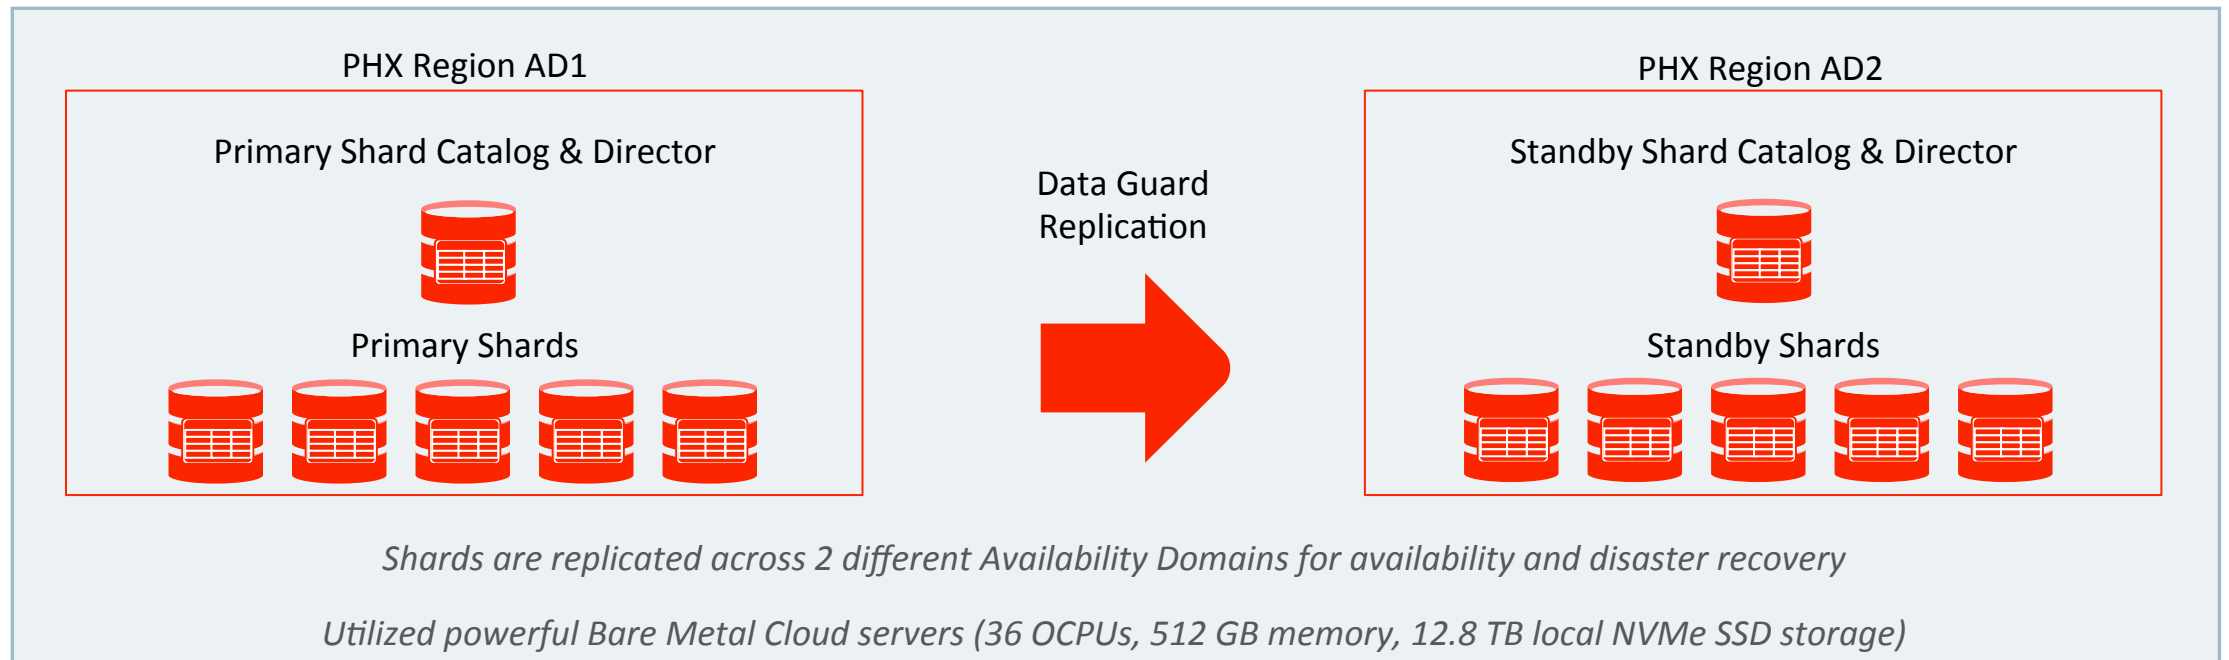 PHX Region AD1
Primary Shard Catalog & Director
Primary Shards
Data Guard
Replication
PHX Region AD2
Standby Shard Catalog & Director
Standby Shards
Shards are replicated across 2 different Availability Domains for availability and disaster recovery
Utilized powerful Bare Metal Cloud servers (36 OCPUs, 512 GB memory, 12.8 TB local NVMe SSD storage)